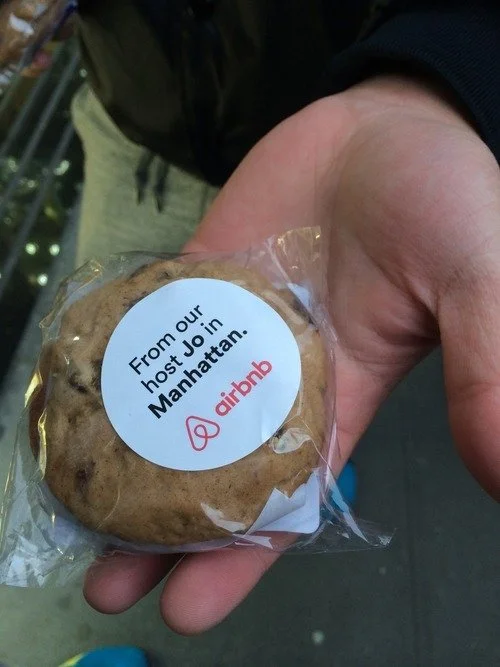 From our
host Jo in
Manhattan.
airbnb